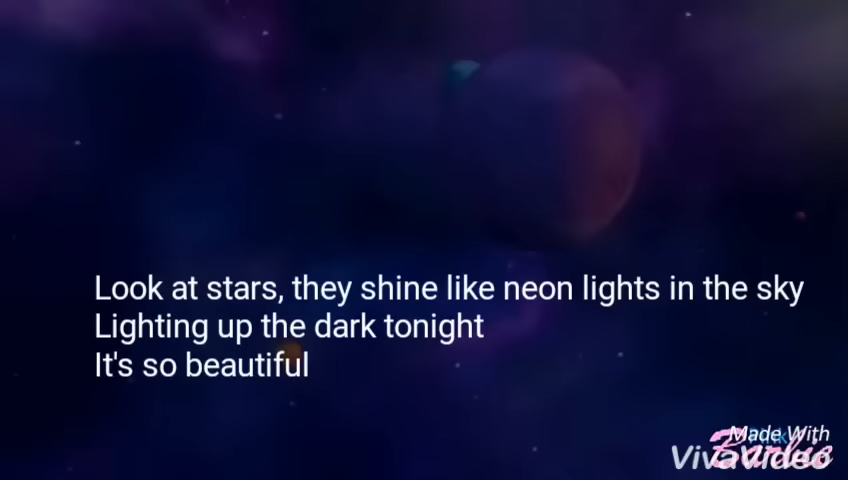 Look at stars, they shine like neon lights in the sky
Lighting up the dark tonight
It's so beautiful
Made With
Barbie
VivaVideo